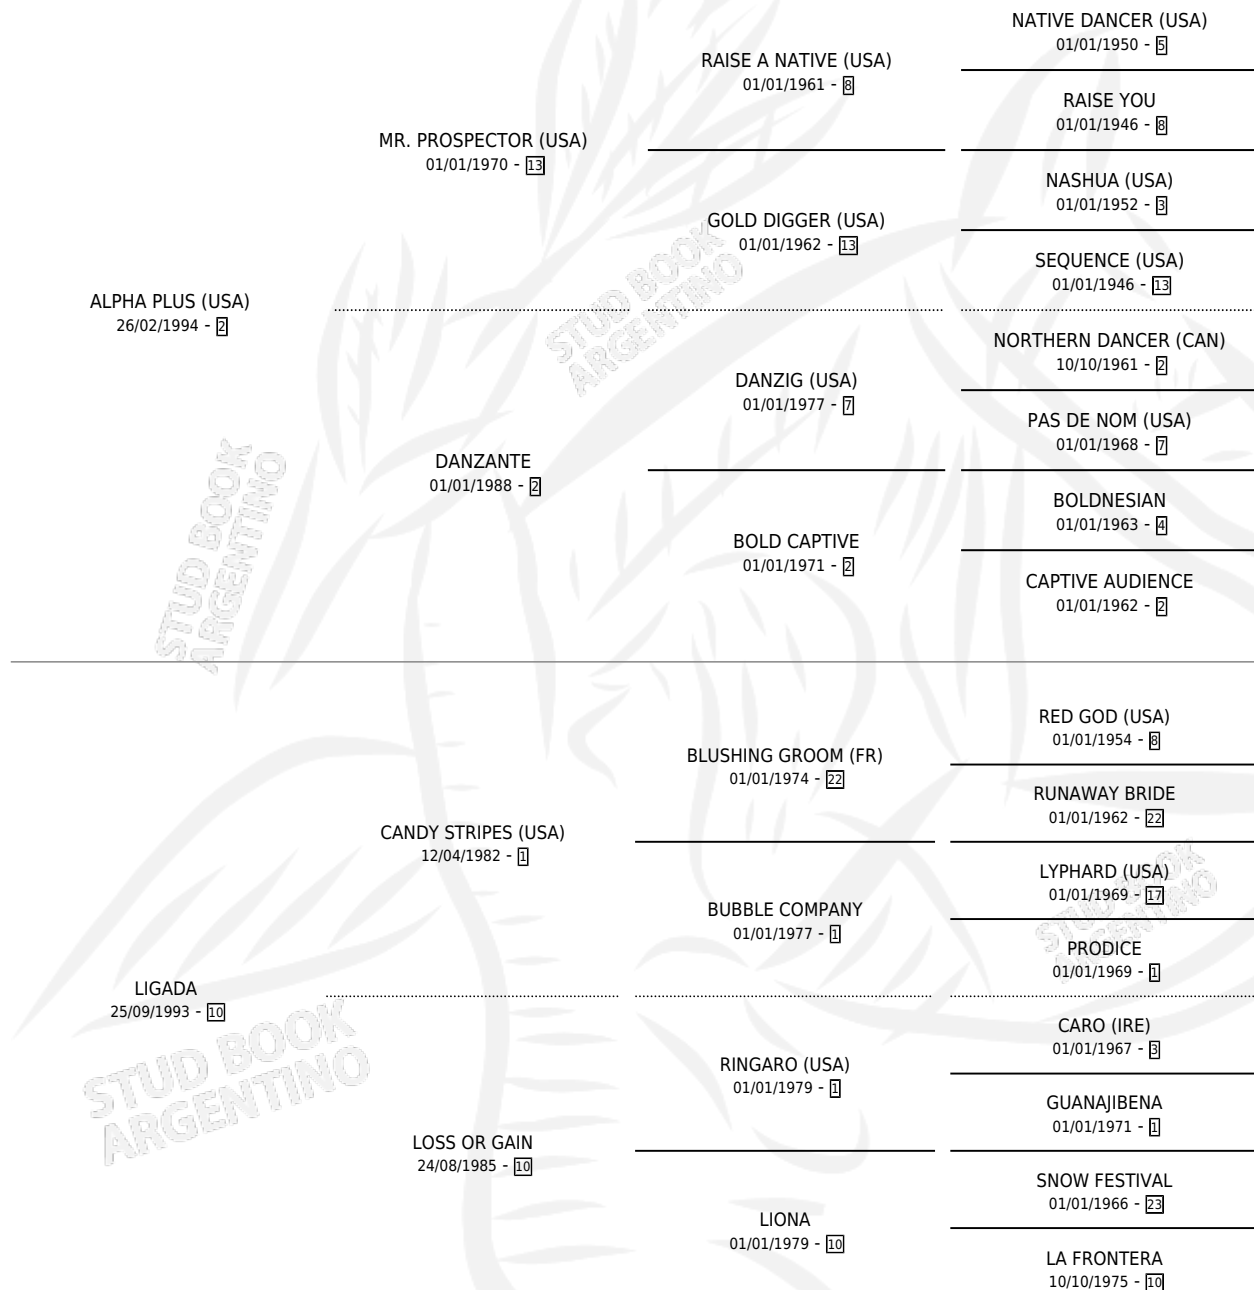 NATIVE DANCER (USA)
01/01/1950 - 5
RAISE A NATIVE (USA)
01/01/1961 - 8
RAISE YOU
01/01/1946 - 8
MR. PROSPECTOR (USA)
01/01/1970 - 13
NASHUA (USA)
01/01/1952 - 3
GOLD DIGGER (USA)
01/01/1962 - 13
SEQUENCE (USA)
01/01/1946 - 13
ALPHA PLUS (USA)
26/02/1994 - 2
NORTHERN DANCER (CAN)
10/10/1961 - 2
DANZIG (USA)
01/01/1977 - 7
PAS DE NOM (USA)
01/01/1968 - 7
DANZANTE
01/01/1988 - 2
BOLDNESIAN
01/01/1963 - 4
BOLD CAPTIVE
01/01/1971 - 2
CAPTIVE AUDIENCE
01/01/1962 - 2
RED GOD (USA)
01/01/1954 - 8
BLUSHING GROOM (FR)
01/01/1974 - 22
RUNAWAY BRIDE
01/01/1962 - 22
CANDY STRIPES (USA)
12/04/1982 - 1
LYPHARD (USA)
01/01/1969 - 17
BUBBLE COMPANY
01/01/1977 - 1
PRODICE
01/01/1969 - 1
LIGADA
25/09/1993 - 10
CARO (IRE)
01/01/1967 - 3
RINGARO (USA)
01/01/1979 - 1
GUANAJIBENA
01/01/1971 - 1
LOSS OR GAIN
24/08/1985 - 10
SNOW FESTIVAL
01/01/1966 - 23
LIONA
01/01/1979 - 10
LA FRONTERA
10/10/1975 - 10
STUD BOOK
ARGENTINO
STUD BOOK
ARGENTINO
STUD BOOK
ARGENTINO
STUD BOOK
ARGENTINO